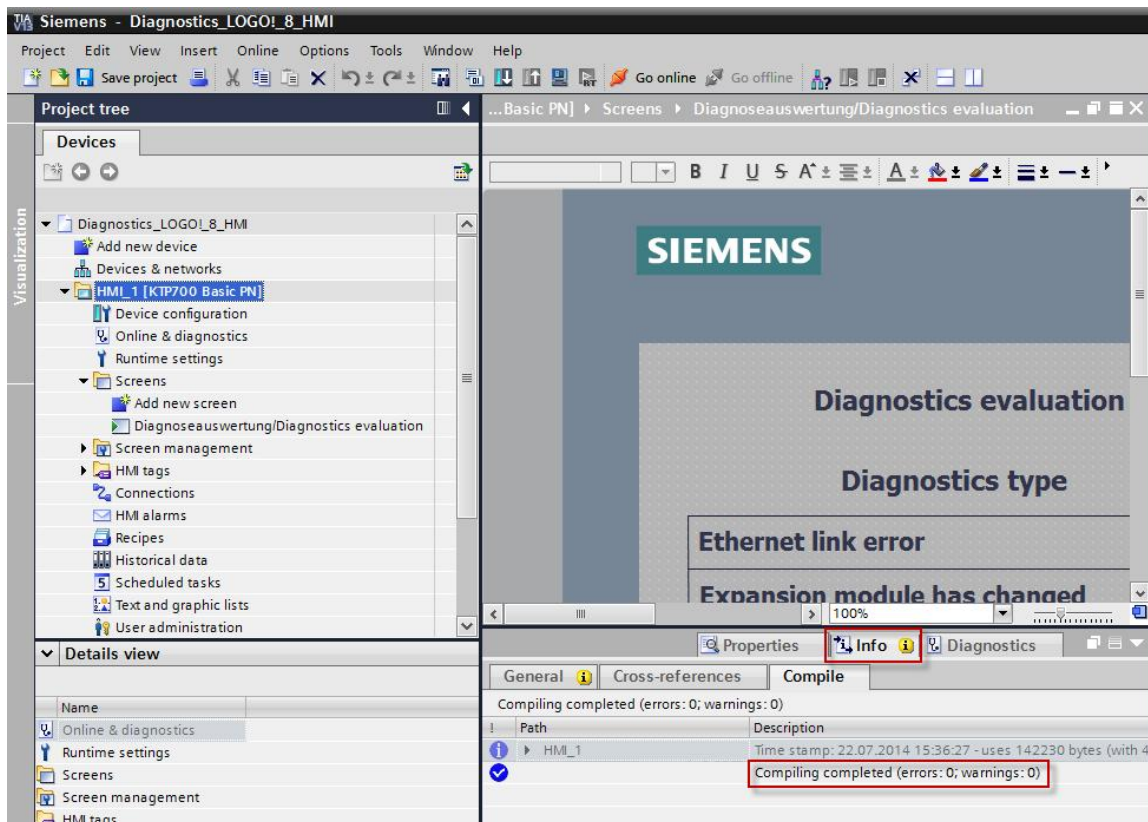 Siemens - Diagnostics_LOGO!_8_HMI
Project Edit View Insert Online Options Tools Window Help
Save project Go online Go offline
Project tree
...Basic PN] Screens Diagnoseauswertung/Diagnostics evaluation
Devices
B I U S A A
Visualization
Diagnostics_LOGO!_8_HMI
Add new device
Devices & networks
HMI_1 [KTP700 Basic PN]
Device configuration
Online & diagnostics
Runtime settings
Screens
Add new screen
Diagnoseauswertung/Diagnostics evaluation
Screen management
HMI tags
Connections
HMI alarms
Recipes
Historical data
Scheduled tasks
Text and graphic lists
User administration
SIEMENS
Diagnostics evaluation
Diagnostics type
Ethernet link error
Expansion module has changed
100%
Details view
Name
Online & diagnostics
Runtime settings
Screens
Screen management
HMI tags
Properties Info Diagnostics
General Cross-references Compile
Compiling completed (errors: 0; warnings: 0)
! Path Description
HMI_1 Time stamp: 22.07.2014 15:36:27 - uses 142230 bytes (with 4
Compiling completed (errors: 0; warnings: 0)